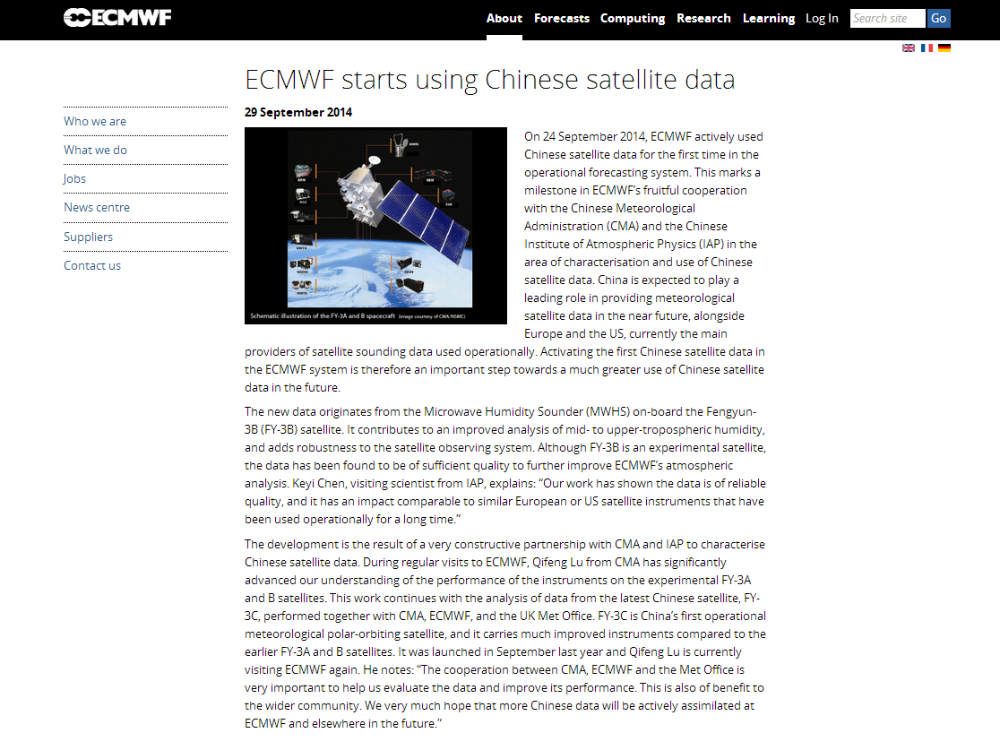 ECMWF
About Forecasts Computing Research Learning Log In Search site Go
ECMWF starts using Chinese satellite data
29 September 2014
Who we are
What we do
Jobs
News centre
Suppliers
Contact us
Schematic illustration of the FY-3A and B spacecraft (image courtesy of CMA/NSMC)
On 24 September 2014, ECMWF actively used
Chinese satellite data for the first time in the
operational forecasting system. This marks a
milestone in ECMWF’s fruitful cooperation
with the Chinese Meteorological
Administration (CMA) and the Chinese
Institute of Atmospheric Physics (IAP) in the
area of characterisation and use of Chinese
satellite data. China is expected to play a
leading role in providing meteorological
satellite data in the near future, alongside
Europe and the US, currently the main
providers of satellite sounding data used operationally. Activating the first Chinese satellite data in
the ECMWF system is therefore an important step towards a much greater use of Chinese satellite
data in the future.
The new data originates from the Microwave Humidity Sounder (MWHS) on-board the Fengyun-
3B (FY-3B) satellite. It contributes to an improved analysis of mid- to upper-tropospheric humidity,
and adds robustness to the satellite observing system. Although FY-3B is an experimental satellite,
the data has been found to be of sufficient quality to further improve ECMWF’s atmospheric
analysis. Keyi Chen, visiting scientist from IAP, explains: “Our work has shown the data is of reliable
quality, and it has an impact comparable to similar European or US satellite instruments that have
been used operationally for a long time.”
The development is the result of a very constructive partnership with CMA and IAP to characterise
Chinese satellite data. During regular visits to ECMWF, Qifeng Lu from CMA has significantly
advanced our understanding of the performance of the instruments on the experimental FY-3A
and B satellites. This work continues with the analysis of data from the latest Chinese satellite, FY-
3C, performed together with CMA, ECMWF, and the UK Met Office. FY-3C is China’s first operational
meteorological polar-orbiting satellite, and it carries much improved instruments compared to the
earlier FY-3A and B satellites. It was launched in September last year and Qifeng Lu is currently
visiting ECMWF again. He notes: “The cooperation between CMA, ECMWF and the Met Office is
very important to help us evaluate the data and improve its performance. This is also of benefit to
the wider community. We very much hope that more Chinese data will be actively assimilated at
ECMWF and elsewhere in the future.”